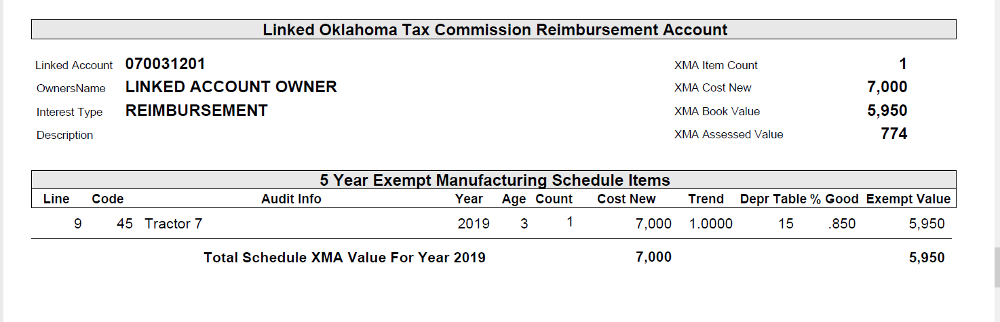 Linked Oklahoma Tax Commission Reimbursement Account
Linked Account 070031201 XMA Item Count 1
OwnersName LINKED ACCOUNT OWNER XMA Cost New 7,000
Interest Type REIMBURSEMENT XMA Book Value 5,950
Description XMA Assessed Value 774
5 Year Exempt Manufacturing Schedule Items
Line Code Audit Info Year Age Count Cost New Trend Depr Table % Good Exempt Value
9 45 Tractor 7 2019 3 1 7,000 1.0000 15 .850 5,950
Total Schedule XMA Value For Year 2019 7,000 5,950